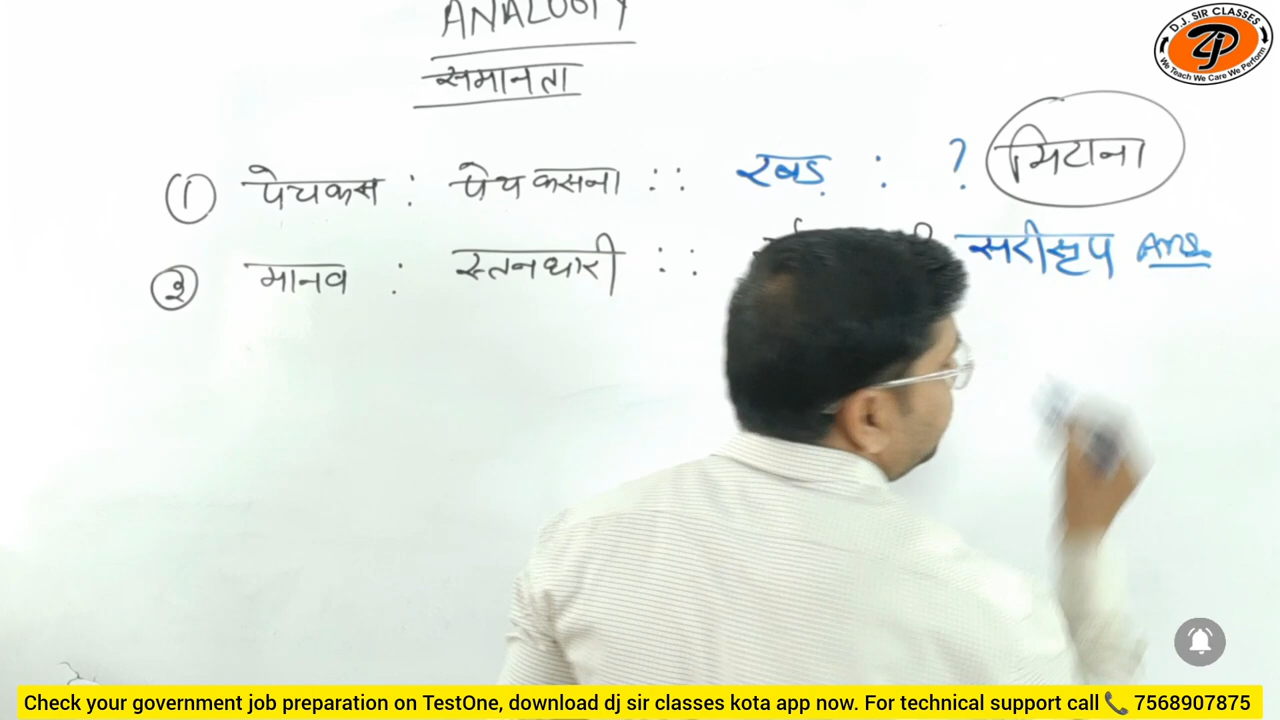 ANALOGY
समानता
① पेचकस : पेच कसना :: रबड़ : ? मिटाना
② मानव : स्तनधारी :: सरीसृप Ans
D.J. SIR CLASSES
We Teach We Care We Perform
Check your government job preparation on TestOne, download dj sir classes kota app now. For technical support call 📞 7568907875